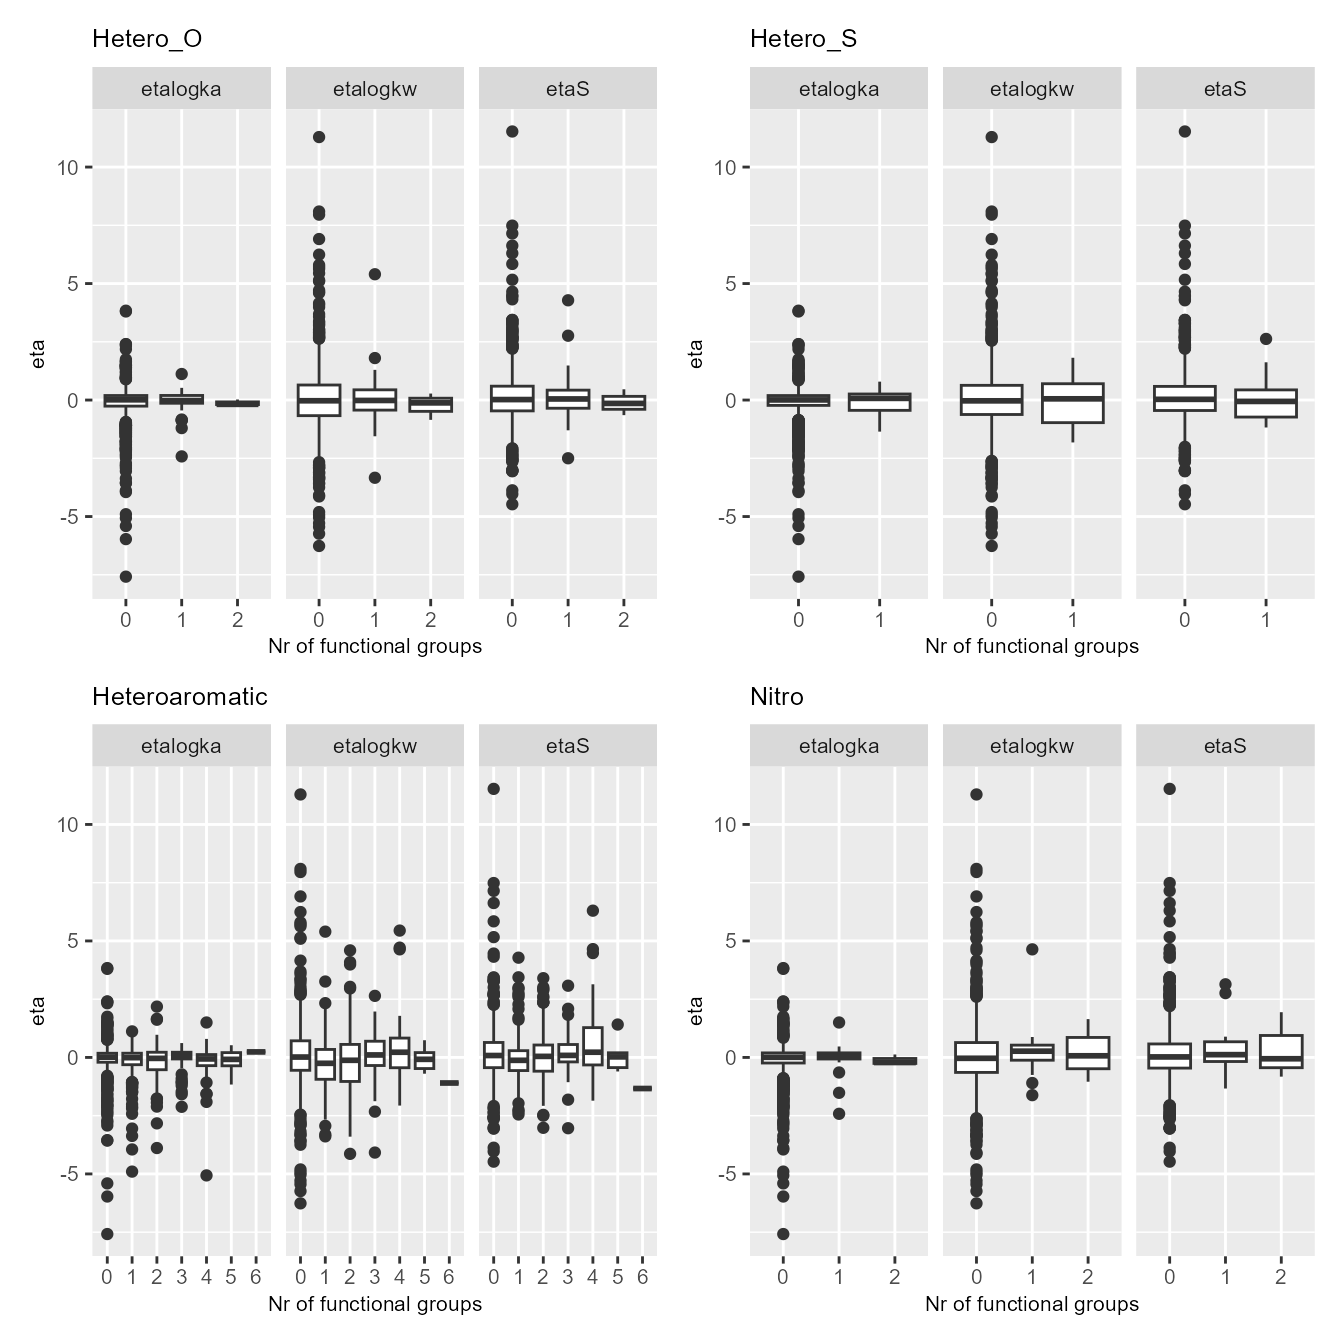 Hetero_O
etalogka etalogkw etaS
10
5
0
-5
eta
0 1 2 0 1 2 0 1 2
Nr of functional groups
Hetero_S
etalogka etalogkw etaS
10
5
0
-5
eta
0 1 0 1 0 1
Nr of functional groups
Heteroaromatic
etalogka etalogkw etaS
10
5
0
-5
eta
0 1 2 3 4 5 6 0 1 2 3 4 5 6 0 1 2 3 4 5 6
Nr of functional groups
Nitro
etalogka etalogkw etaS
10
5
0
-5
eta
0 1 2 0 1 2 0 1 2
Nr of functional groups